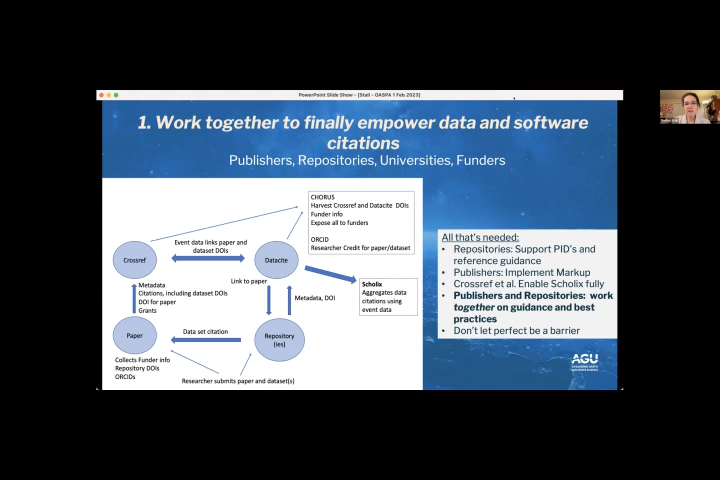 PowerPoint Slide Show - [Stall - OASPA 1 Feb 2023]
1. Work together to finally empower data and software
citations
Publishers, Repositories, Universities, Funders
CHORUS
Harvest Crossref and Datacite DOIs
Funder info
Expose all to funders
ORCID
Researcher Credit for paper/dataset
Event data links paper and
dataset DOIs
Crossref
Datacite
Link to paper
Metadata
Citations, including dataset DOIs
DOI for paper
Grants
Metadata, DOI
Scholix
Aggregates data
citations using
event data
Paper
Data set citation
Repository
(ies)
Collects Funder info
Repository DOIs
ORCIDs
Researcher submits paper and dataset(s)
All that's needed:
• Repositories: Support PID's and
reference guidance
• Publishers: Implement Markup
• Crossref et al. Enable Scholix fully
• Publishers and Repositories: work
together on guidance and best
practices
• Don't let perfect be a barrier
AGU